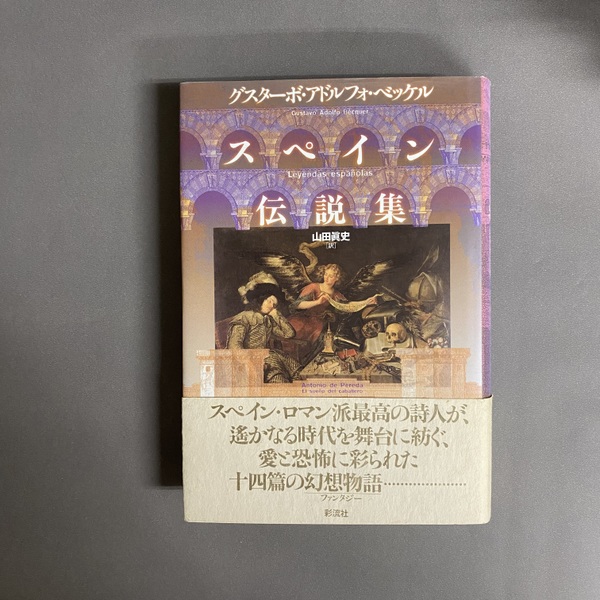 グスターボ・アドルフォ・ベッケル
Gustavo Adolfo Bécquer
スペイン
Leyendas españolas
伝説集
山田眞史
[訳]
Antonio de Pereda
El sueño del caballero
スペイン・ロマン派最高の詩人が、
遙かなる時代を舞台に紡ぐ、
愛と恐怖に彩られた
十四篇の幻想物語…………………
ファンタジー
彩流社